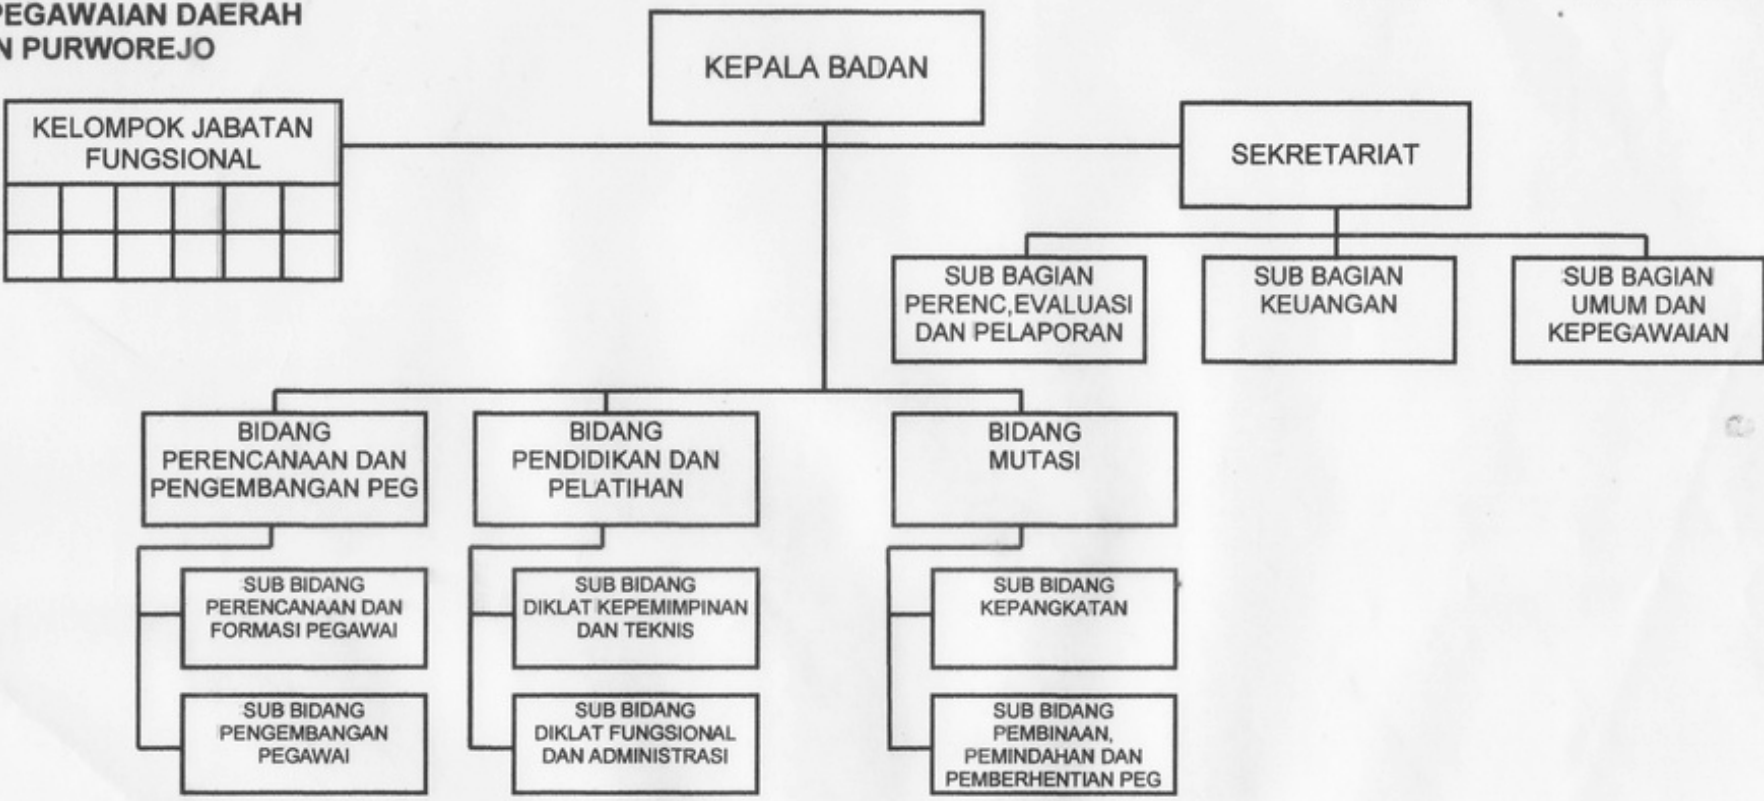 PEGAWAIAN DAERAH
N PURWOREJO
KEPALA BADAN
KELOMPOK JABATAN
FUNGSIONAL
SEKRETARIAT
SUB BAGIAN
PERENC,EVALUASI
DAN PELAPORAN
SUB BAGIAN
KEUANGAN
SUB BAGIAN
UMUM DAN
KEPEGAWAIAN
BIDANG
PERENCANAAN DAN
PENGEMBANGAN PEG
BIDANG
PENDIDIKAN DAN
PELATIHAN
BIDANG
MUTASI
SUB BIDANG
PERENCANAAN DAN
FORMASI PEGAWAI
SUB BIDANG
DIKLAT KEPEMIMPINAN
DAN TEKNIS
SUB BIDANG
KEPANGKATAN
SUB BIDANG
PENGEMBANGAN
PEGAWAI
SUB BIDANG
DIKLAT FUNGSIONAL
DAN ADMINISTRASI
SUB BIDANG
PEMBINAAN,
PEMINDAHAN DAN
PEMBERHENTIAN PEG